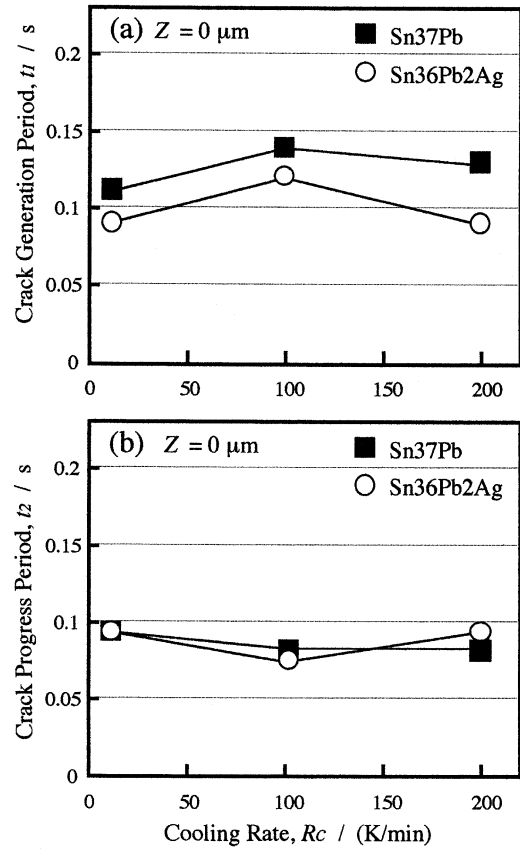 (a) Z = 0 μm
Sn37Pb
Sn36Pb2Ag
Crack Generation Period, t1 / s
0.2
0.15
0.1
0.05
0
0 50 100 150 200
(b) Z = 0 μm
Sn37Pb
Sn36Pb2Ag
Crack Progress Period, t2 / s
0.2
0.15
0.1
0.05
0
0 50 100 150 200
Cooling Rate, Rc / (K/min)